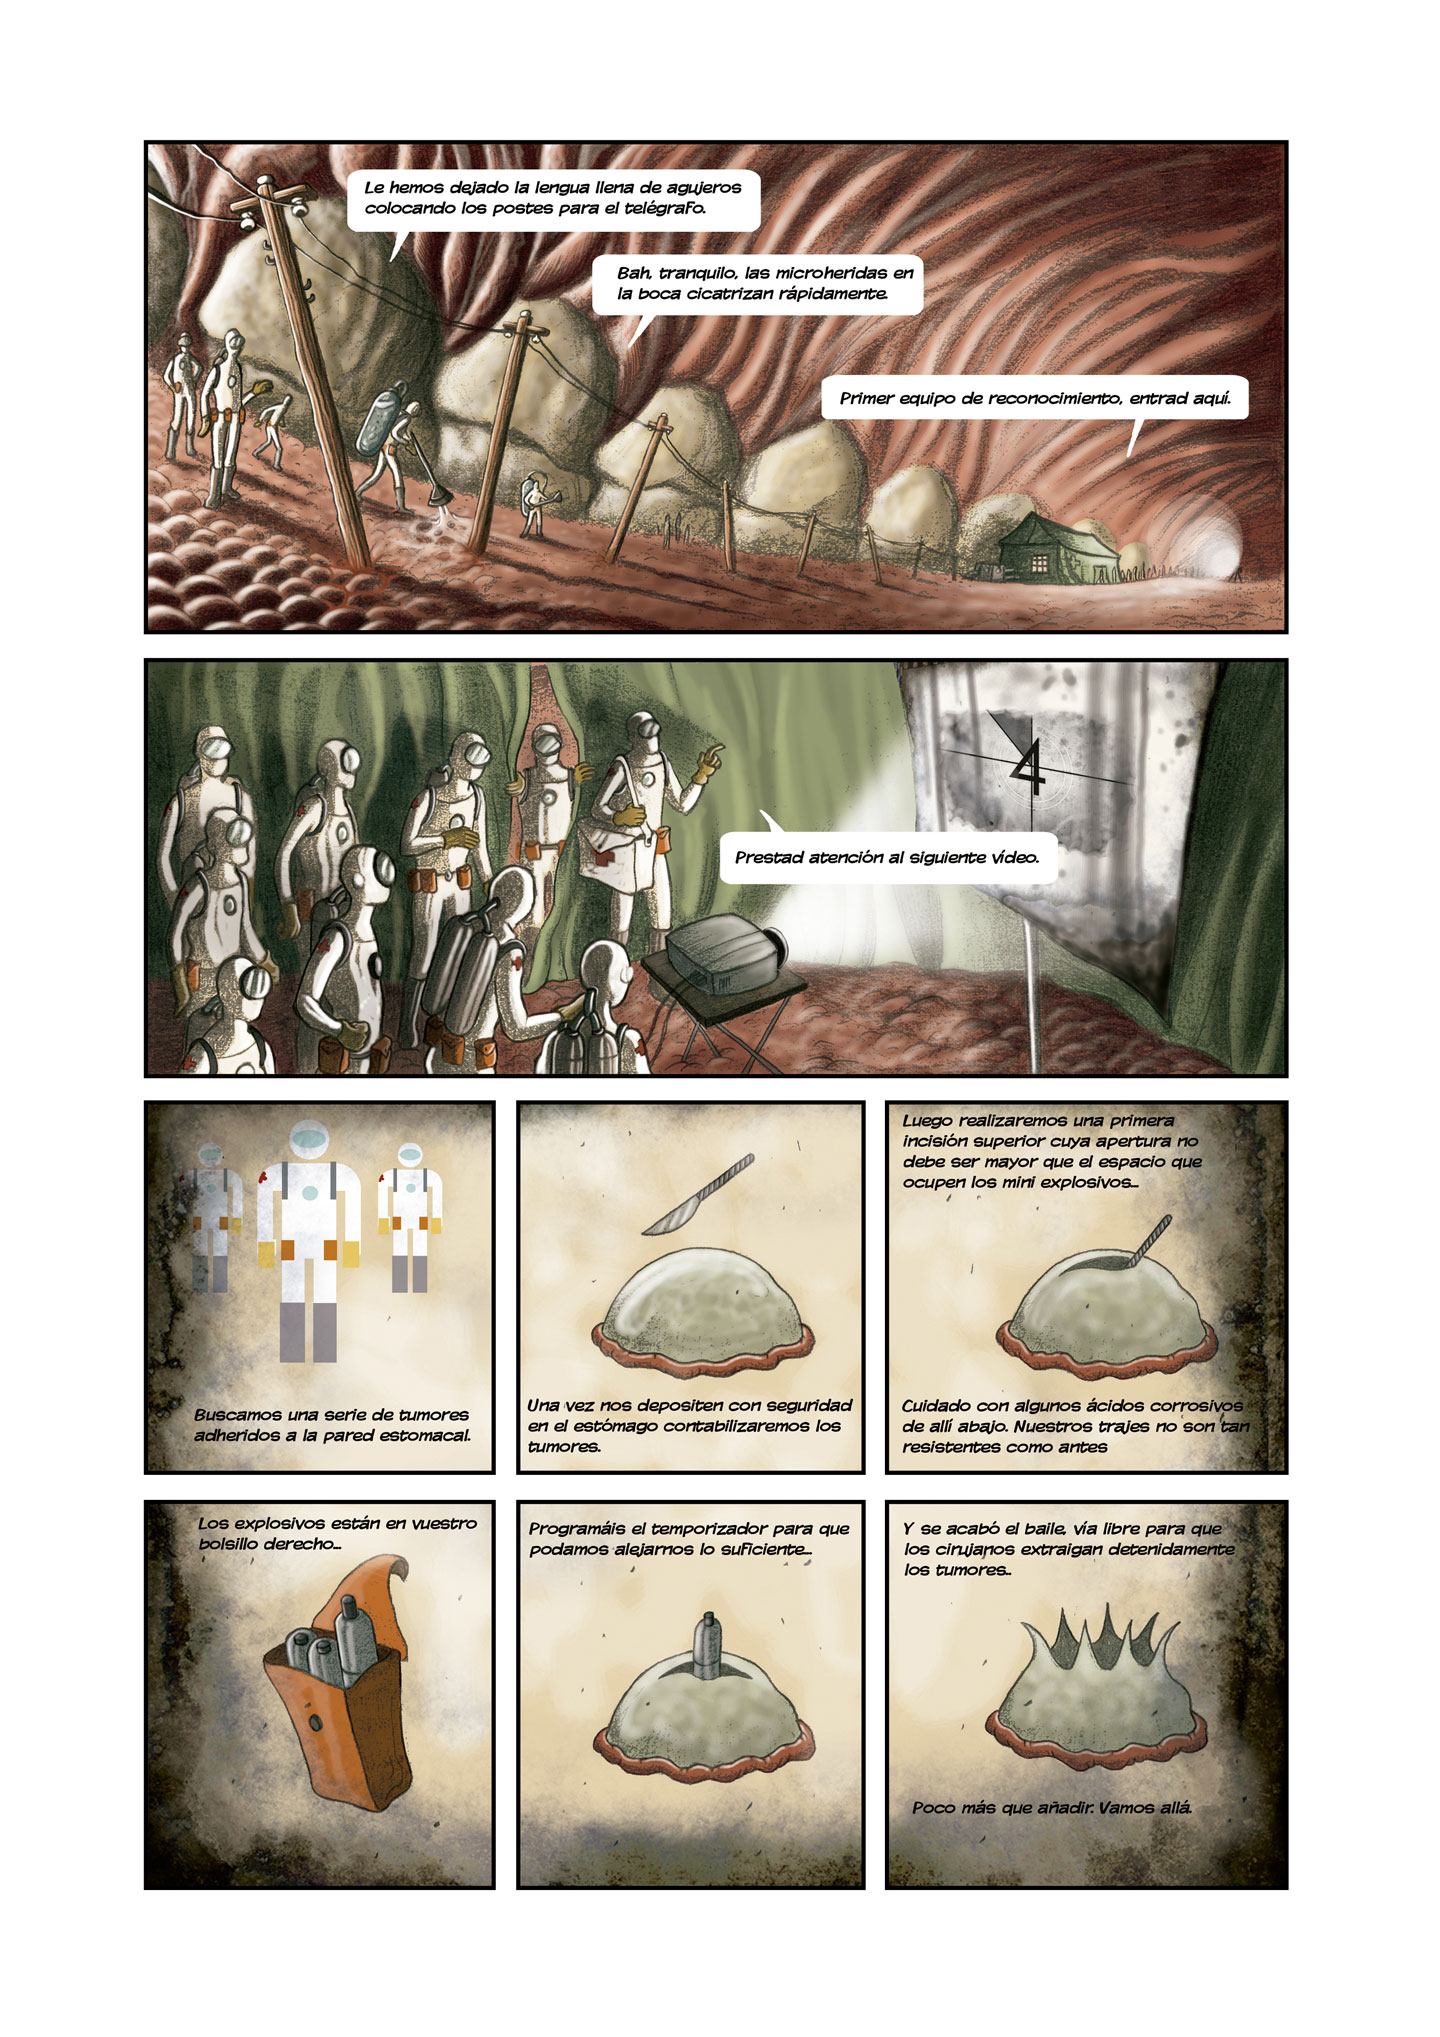 Le hemos dejado la lengua llena de agujeros
colocando los postes para el telégrafo.
Bah, tranquilo, las microheridas en
la boca cicatrizan rápidamente.
Primer equipo de reconocimiento, entrad aquí.
4
Prestad atención al siguiente vídeo.
Buscamos una serie de tumores
adheridos a la pared estomacal.
Una vez nos depositen con seguridad
en el estómago contabilizaremos los
tumores.
Luego realizaremos una primera
incisión superior cuya apertura no
debe ser mayor que el espacio que
ocupen los mini explosivos...
Cuidado con algunos ácidos corrosivos
de allí abajo. Nuestros trajes no son tan
resistentes como antes
Los explosivos están en vuestro
bolsillo derecho...
Programáis el temporizador para que
podamos alejarnos lo suficiente...
Y se acabó el baile, vía libre para que
los cirujanos extraigan detenidamente
los tumores..
Poco más que añadir. Vamos allá.